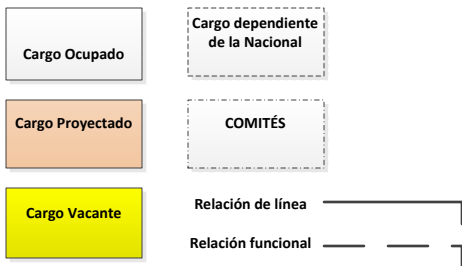 Cargo Ocupado
Cargo dependiente
de la Nacional
Cargo Proyectado
COMITÉS
Cargo Vacante
Relación de línea
Relación funcional